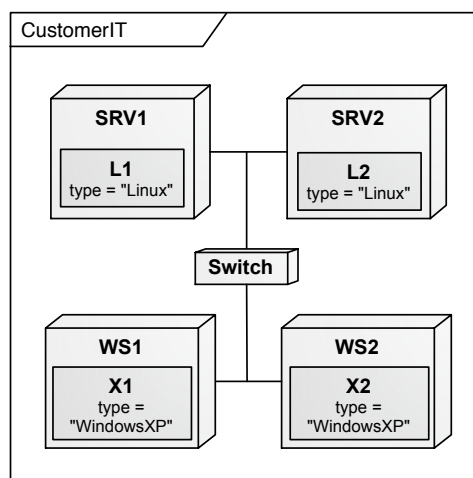 CustomerIT
SRV1
SRV2
L1
type = "Linux"
L2
type = "Linux"
Switch
WS1
WS2
X1
type =
"WindowsXP"
X2
type =
"WindowsXP"